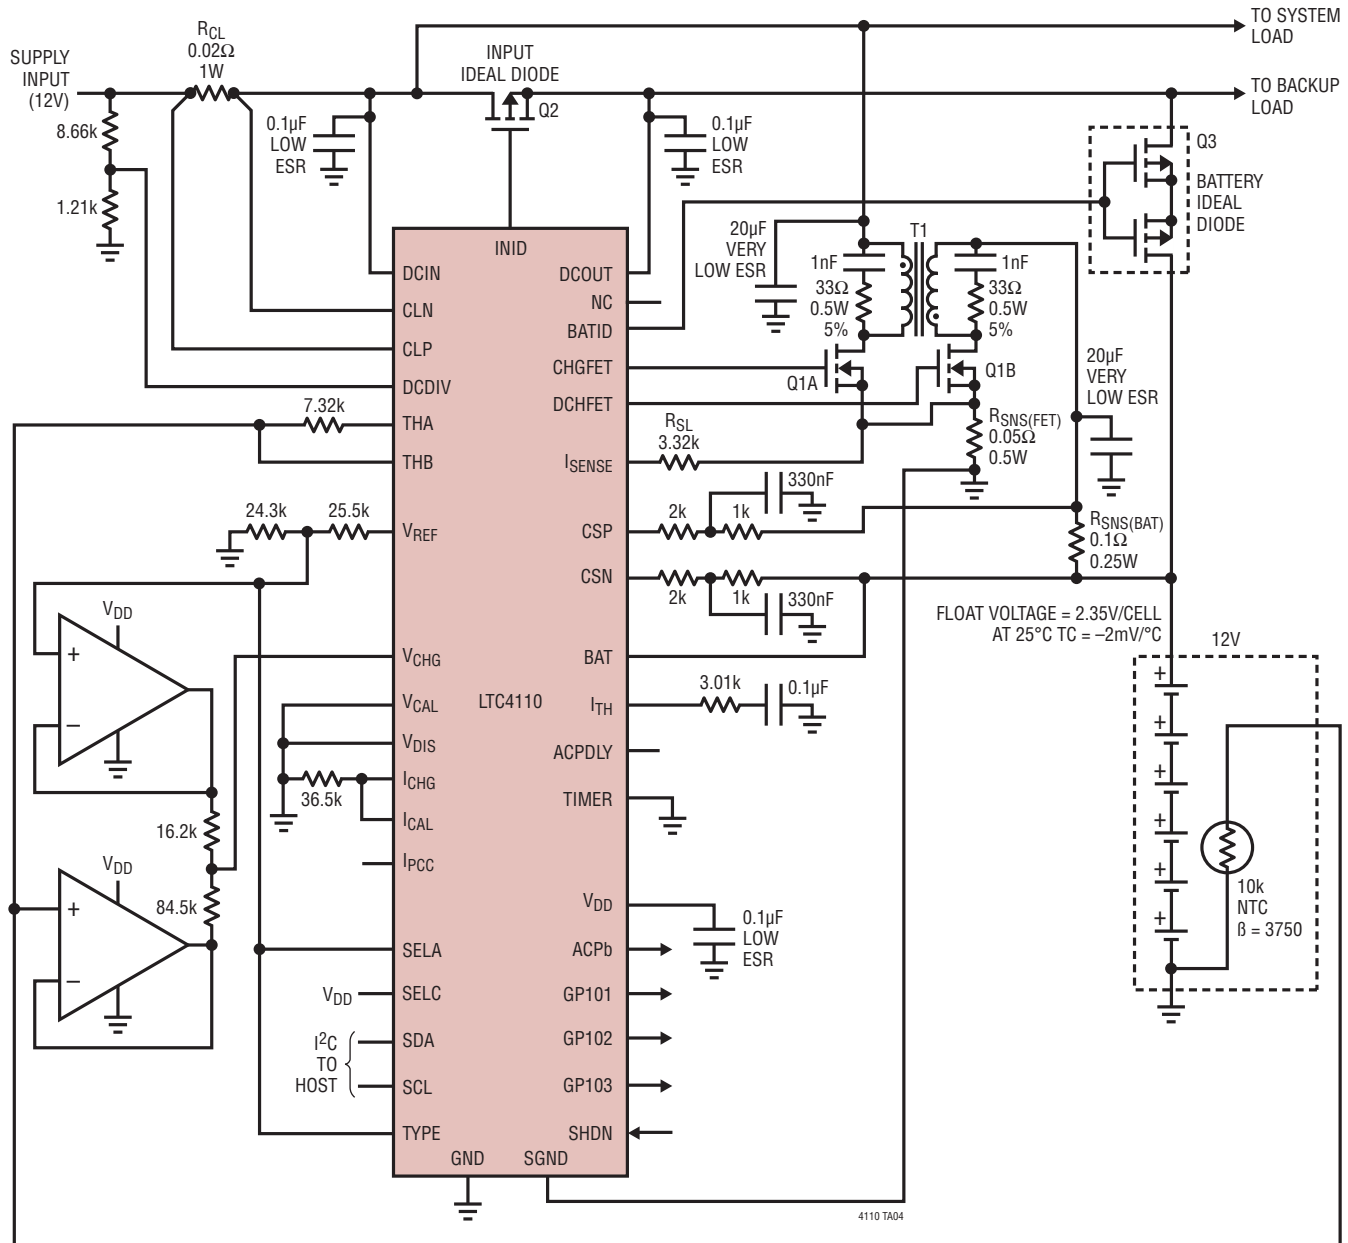 TO SYSTEM
LOAD
RCL
0.02Ω
1W
SUPPLY
INPUT
(12V)
INPUT
IDEAL DIODE
TO BACKUP
LOAD
Q2
8.66k
0.1µF
LOW
ESR
0.1µF
LOW
ESR
Q3
BATTERY
IDEAL
DIODE
1.21k
20µF
VERY
LOW ESR
T1
1nF
33Ω
0.5W
5%
1nF
33Ω
0.5W
5%
INID
DCIN
CLN
CLP
DCDIV
THA
THB
VREF
VCHG
VCAL
VDIS
ICHG
ICAL
IPCC
SELA
SELC
SDA
SCL
TYPE
GND
SGND
LTC4110
DCOUT
NC
BATID
CHGFET
DCHFET
ISENSE
CSP
CSN
BAT
ITH
ACPDLY
TIMER
VDD
ACPb
GP101
GP102
GP103
SHDN
Q1A
Q1B
20µF
VERY
LOW ESR
7.32k
RSL
3.32k
RSNS(FET)
0.05Ω
0.5W
330nF
24.3k
25.5k
2k
1k
RSNS(BAT)
0.1Ω
0.25W
2k
1k
330nF
FLOAT VOLTAGE = 2.35V/CELL
AT 25°C TC = –2mV/°C
12V
VDD
+
–
3.01k
0.1µF
36.5k
16.2k
VDD
+
–
84.5k
+
+
+
+
+
+
10k
NTC
ß = 3750
0.1µF
LOW
ESR
VDD
I2C
TO
HOST
4110 TA04